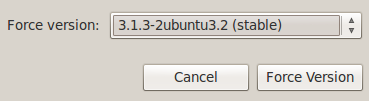 Force version: 3.1.3-2ubuntu3.2 (stable)
Cancel Force Version